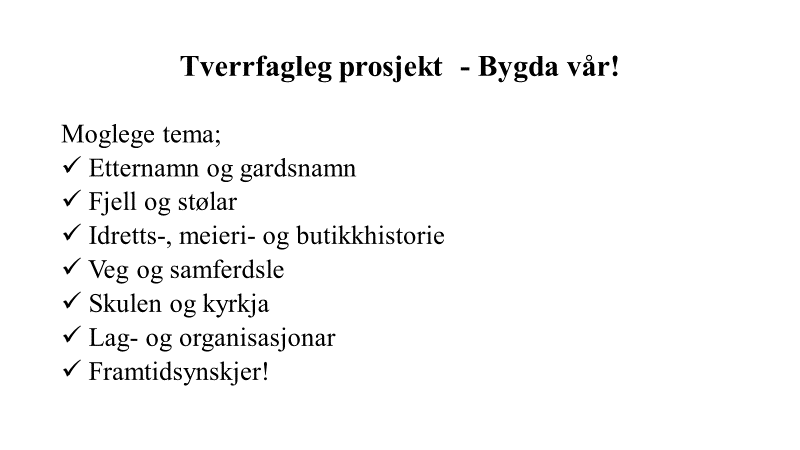 Tverrfagleg prosjekt - Bygda vår!
Moglege tema;
✓ Etternamn og gardsnamn
✓ Fjell og stølar
✓ Idretts-, meieri- og butikkhistorie
✓ Veg og samferdsle
✓ Skulen og kyrkja
✓ Lag- og organisasjonar
✓ Framtidsynskjer!